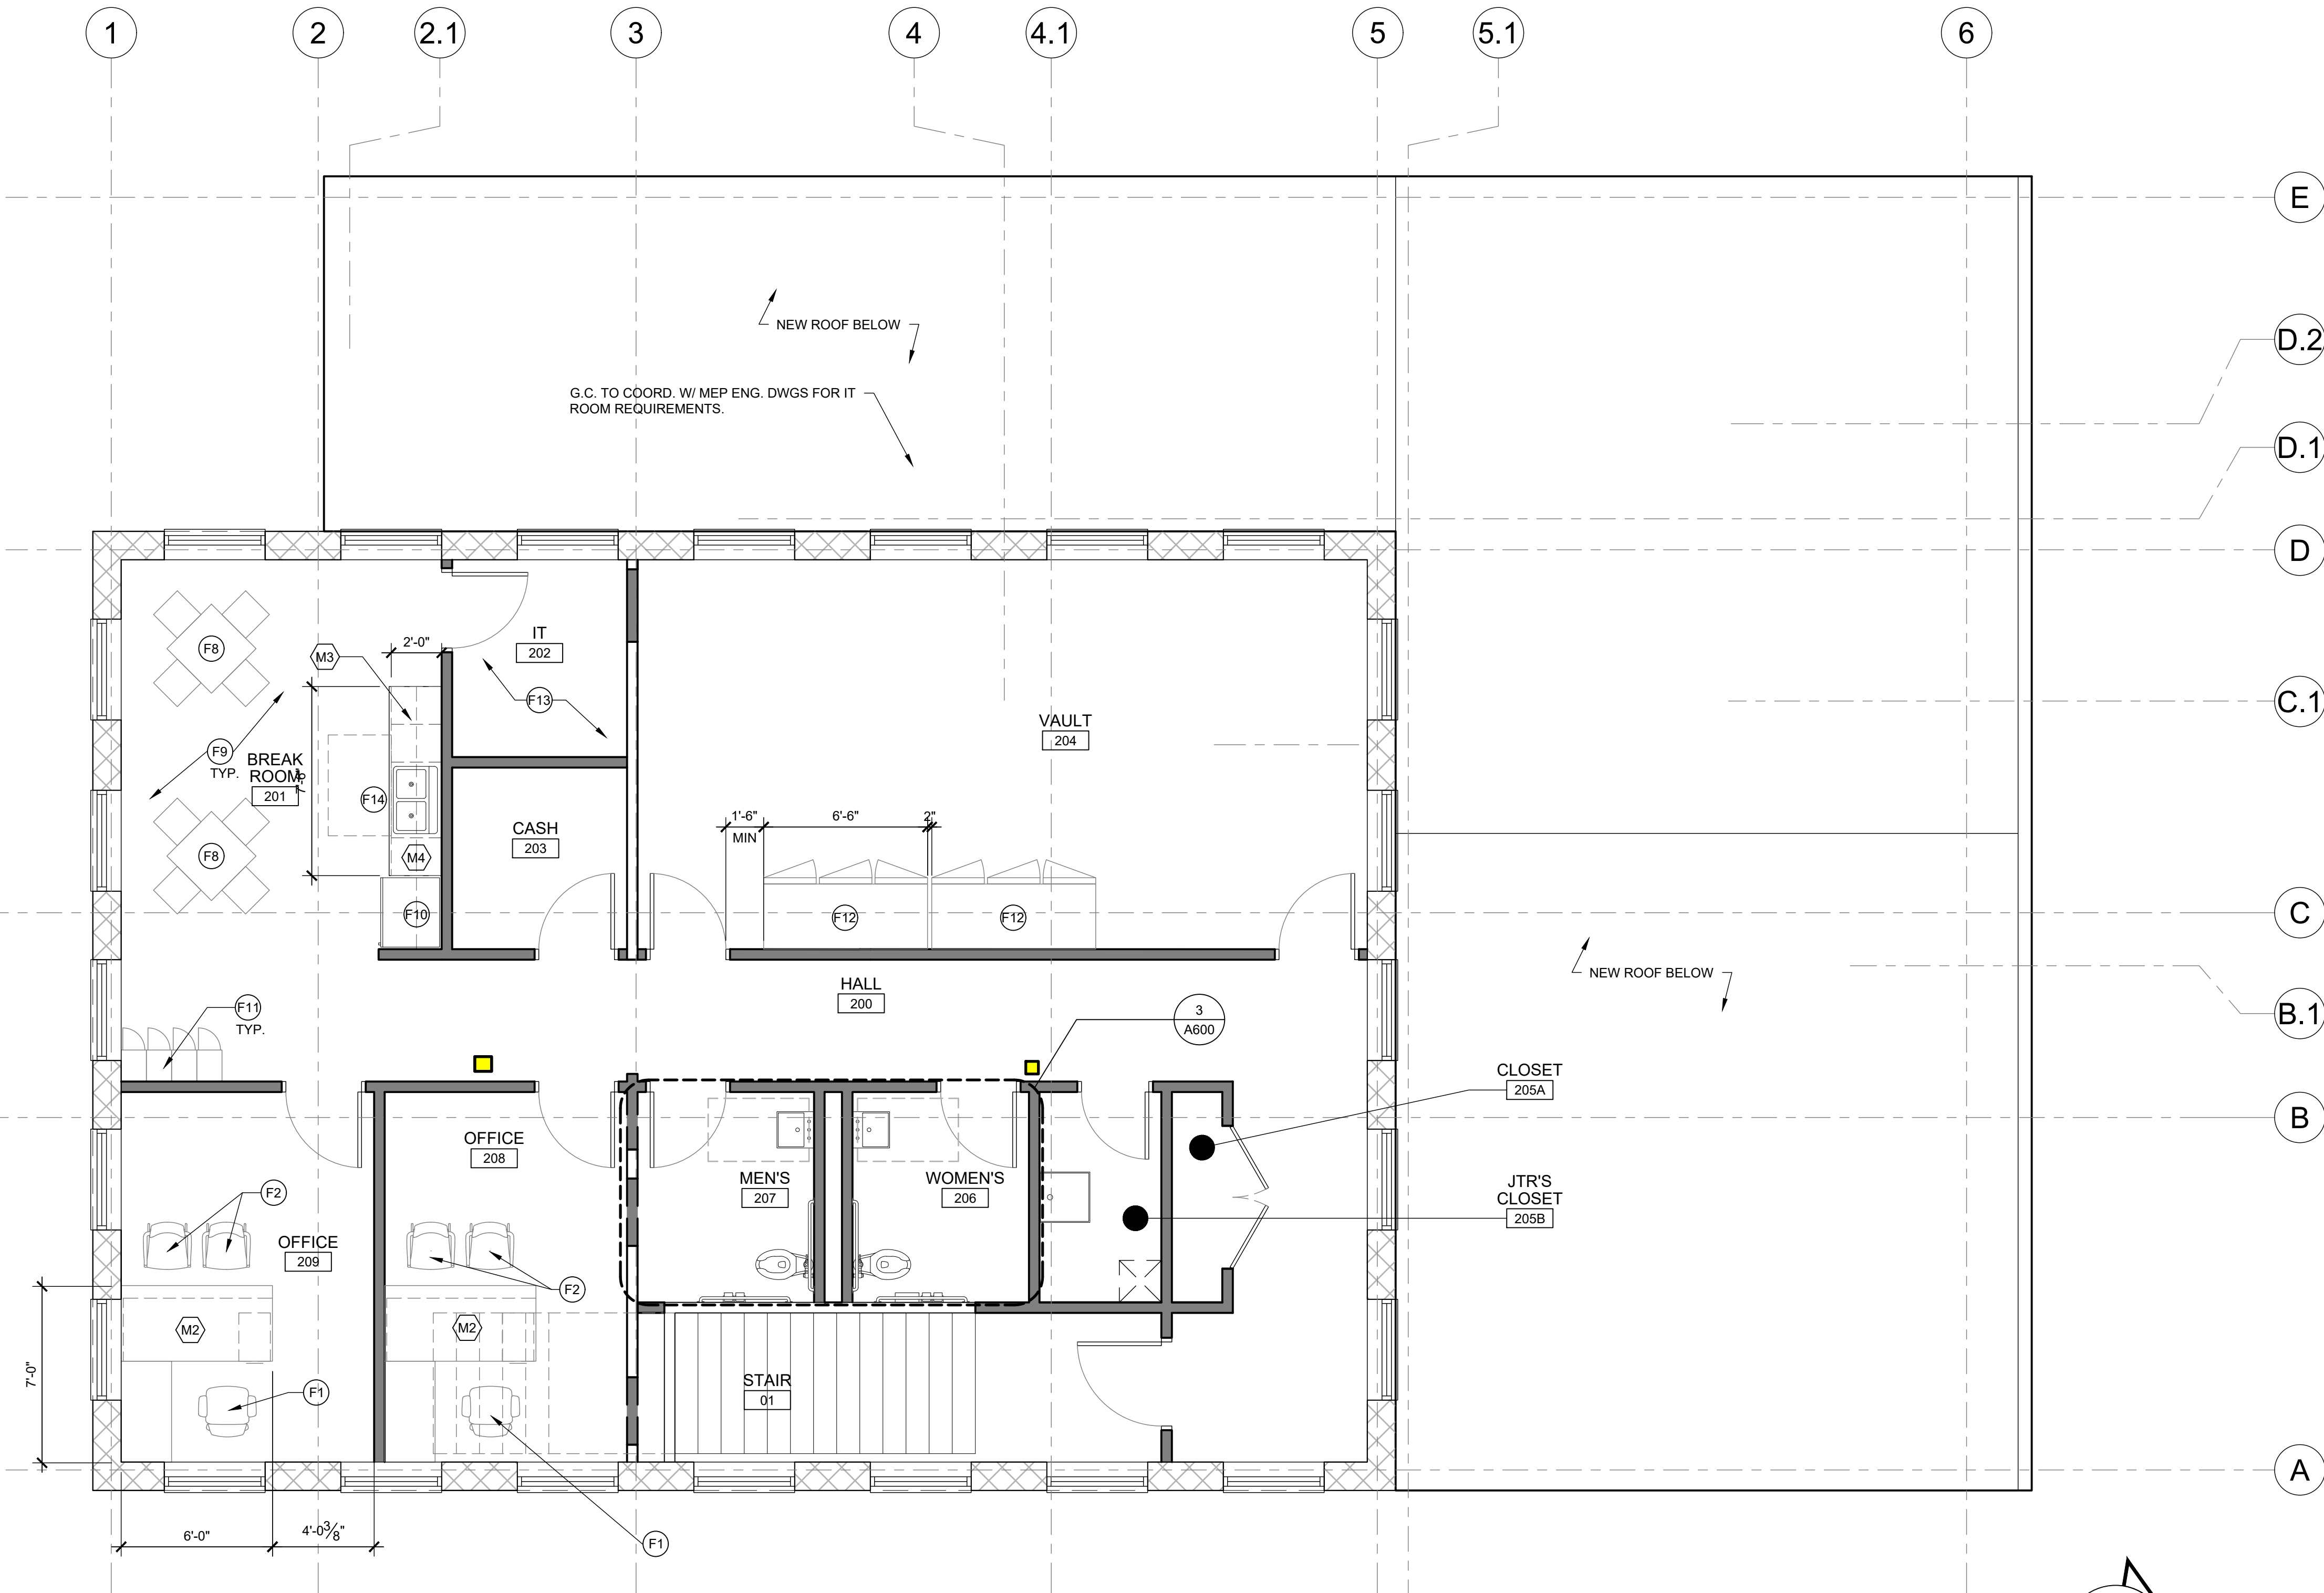 1
2
2.1
3
4
4.1
5
5.1
6
E
D.2
D.1
D
C.1
C
B.1
B
A
NEW ROOF BELOW
G.C. TO COORD. W/ MEP ENG. DWGS FOR IT
ROOM REQUIREMENTS.
F8
M3
2'-0"
IT
202
F13
F9
TYP.
BREAK
ROOM
201
7'-6"
F14
F8
M4
F10
CASH
203
VAULT
204
1'-6"
MIN
6'-6"
2"
F12
F12
F11
TYP.
HALL
200
3
A600
NEW ROOF BELOW
CLOSET
205A
JTR'S
CLOSET
205B
OFFICE
208
MEN'S
207
WOMEN'S
206
F2
OFFICE
209
F2
M2
M2
7'-0"
F1
STAIR
01
6'-0"
4'-0 3/8"
F1